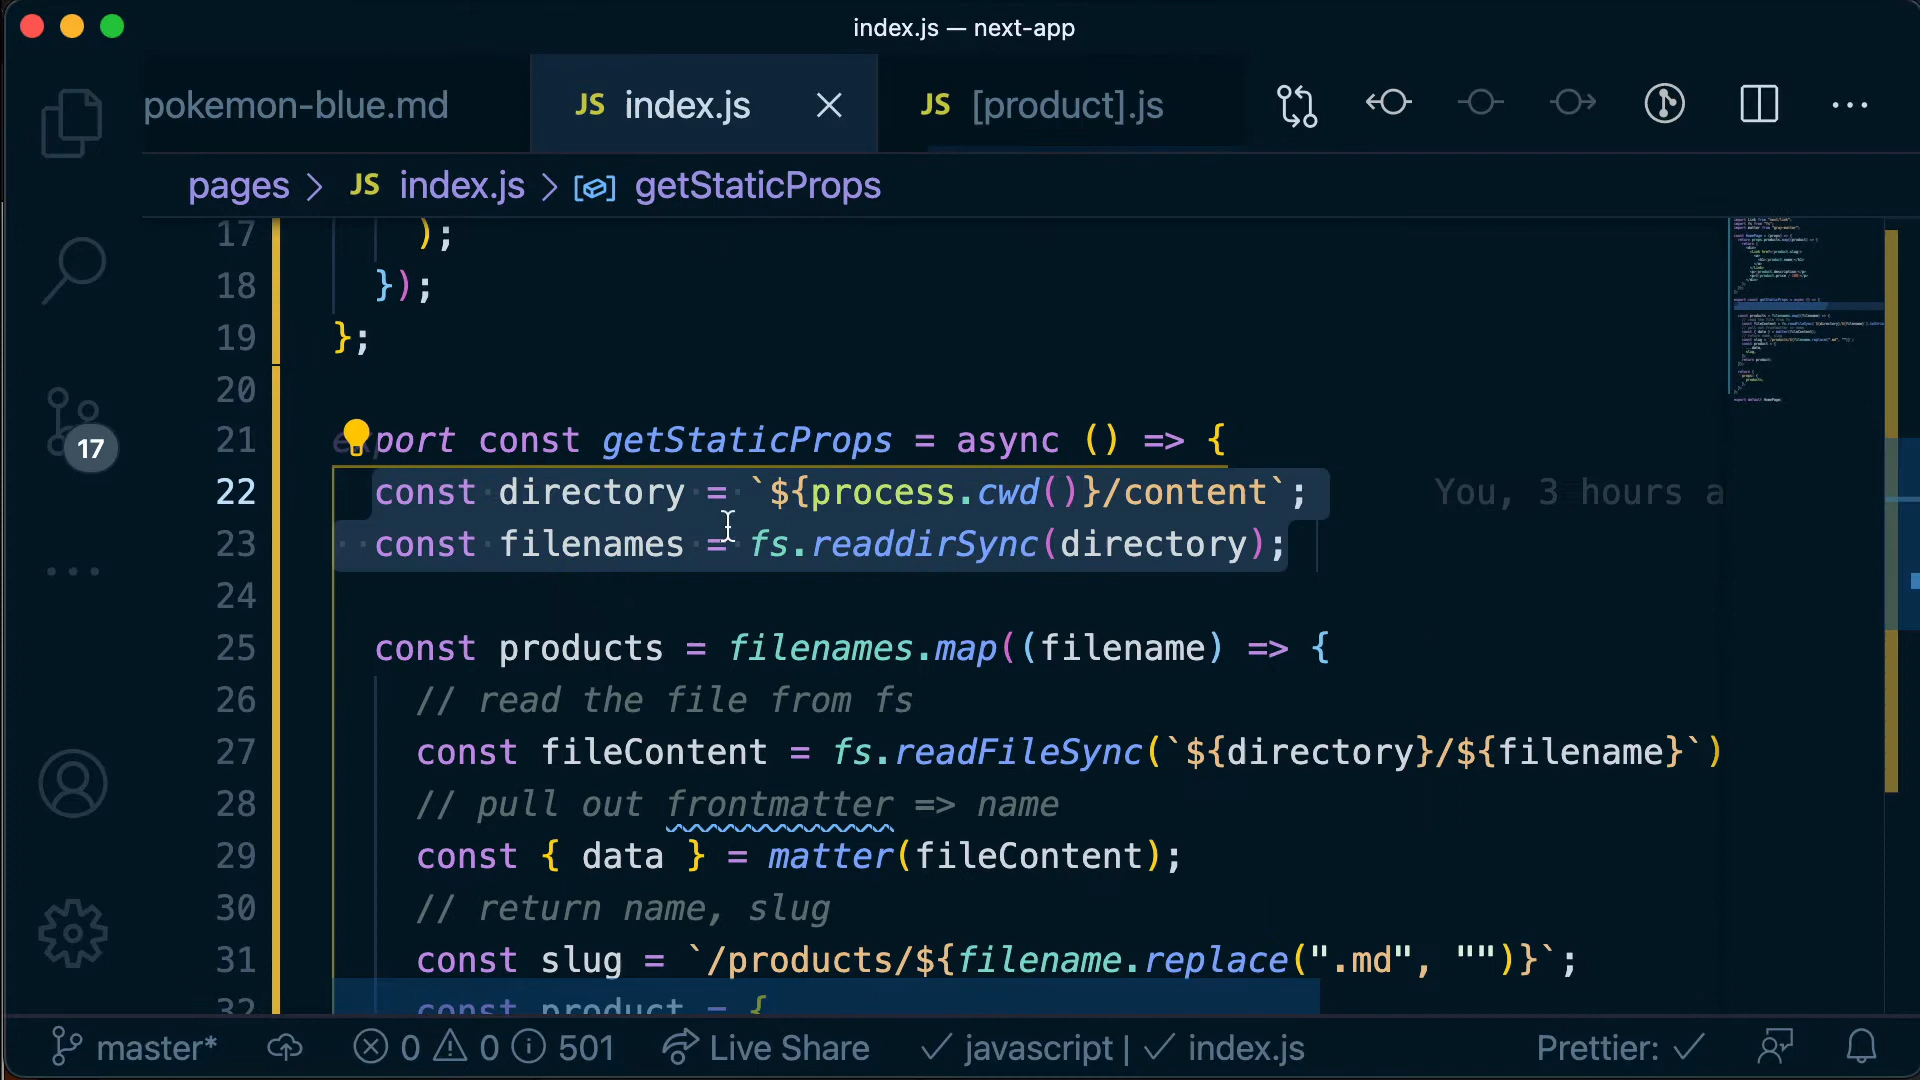 index.js — next-app
pokemon-blue.md
JS index.js
JS [product].js
pages > JS index.js > getStaticProps
17 );
18 });
19 };
20
21 export const getStaticProps = async () => {
22 const directory = `${process.cwd()}/content`; You, 3 hours a
23 const filenames = fs.readdirSync(directory);
24
25 const products = filenames.map((filename) => {
26 // read the file from fs
27 const fileContent = fs.readFileSync(`${directory}/${filename}`)
28 // pull out frontmatter => name
29 const { data } = matter(fileContent);
30 // return name, slug
31 const slug = `/products/${filename.replace(".md", "")}`;
32 const product = {
17
master* 0 0 501 Live Share ✓ javascript | ✓ index.js Prettier: ✓